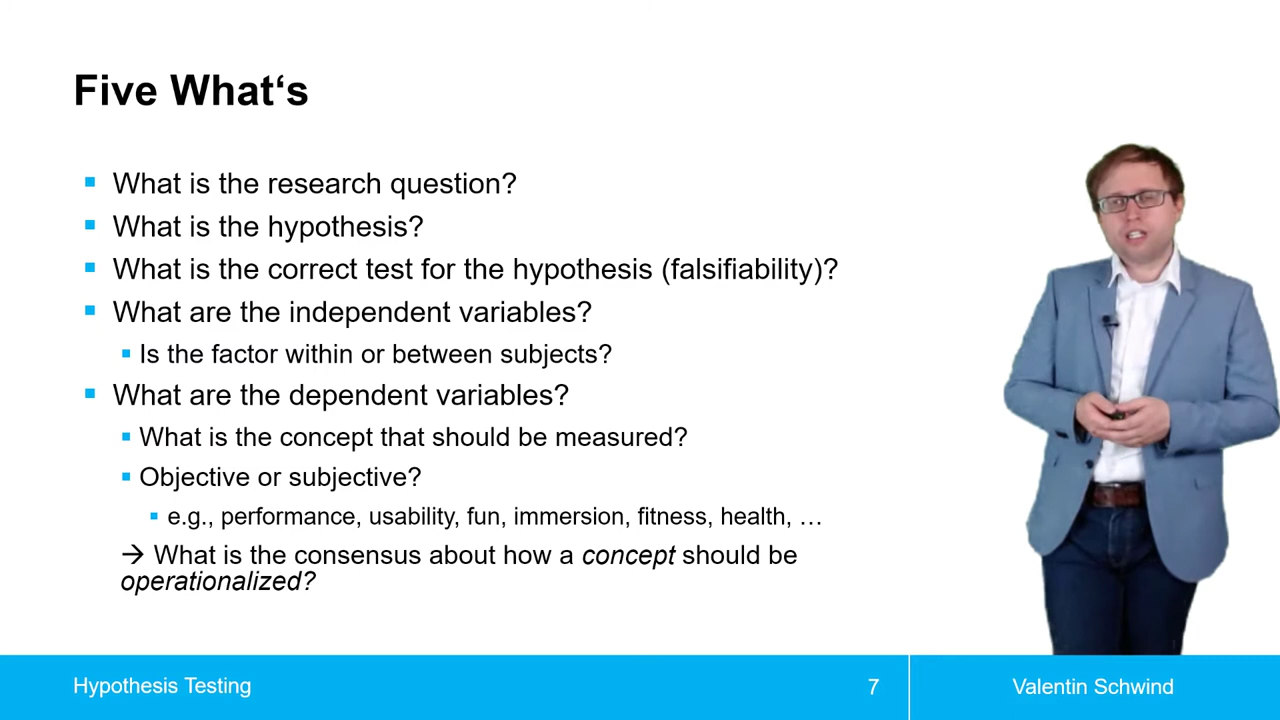 Five What‘s
▪ What is the research question?
▪ What is the hypothesis?
▪ What is the correct test for the hypothesis (falsifiability)?
▪ What are the independent variables?
▪ Is the factor within or between subjects?
▪ What are the dependent variables?
▪ What is the concept that should be measured?
▪ Objective or subjective?
▪ e.g., performance, usability, fun, immersion, fitness, health, …
→ What is the consensus about how a concept should be
operationalized?
Hypothesis Testing
7
Valentin Schwind